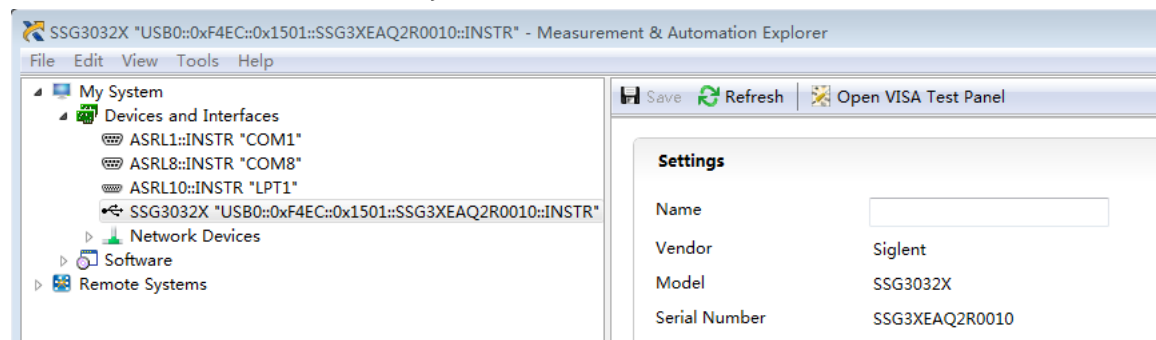 SSG3032X "USB0::0xF4EC::0x1501::SSG3XEAQ2R0010::INSTR" - Measurement & Automation Explorer
File Edit View Tools Help
My System
Devices and Interfaces
ASRL1::INSTR "COM1"
ASRL8::INSTR "COM8"
ASRL10::INSTR "LPT1"
SSG3032X "USB0::0xF4EC::0x1501::SSG3XEAQ2R0010::INSTR"
Network Devices
Software
Remote Systems
Save Refresh Open VISA Test Panel
Settings
Name
Vendor Siglent
Model SSG3032X
Serial Number SSG3XEAQ2R0010